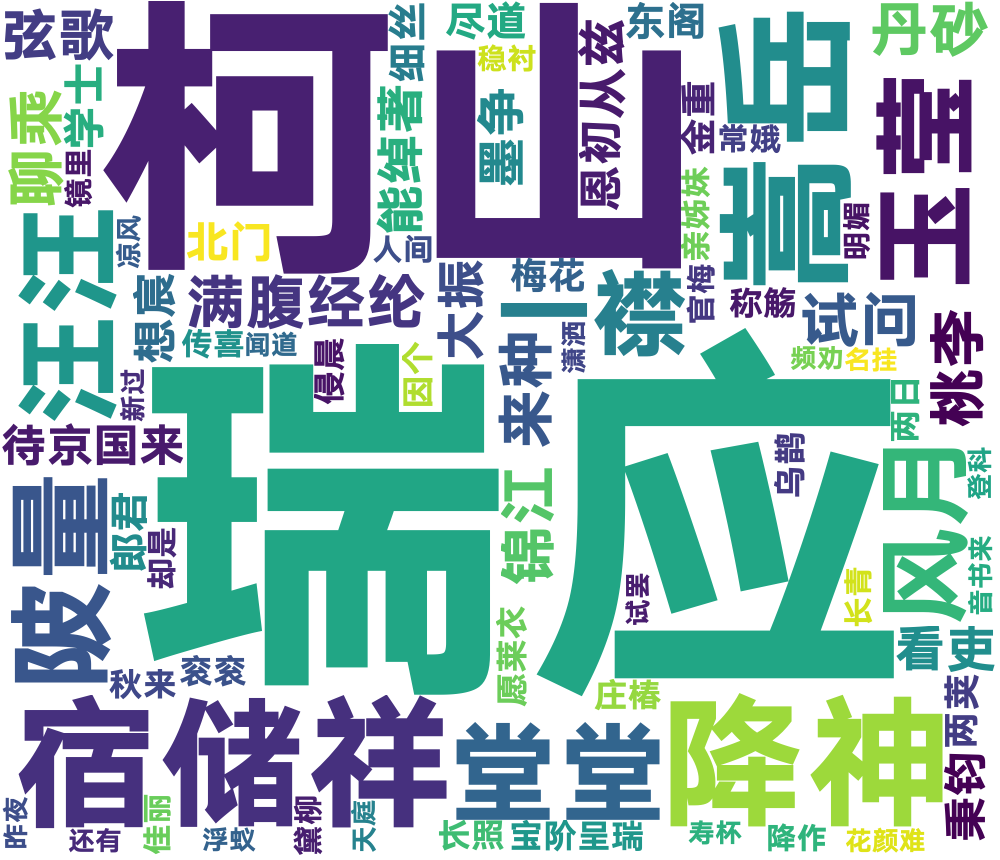 弦歌
柯山
细丝
尽道
稳衬
东阁
岳
丹砂
聊乘
学士
镜里
能绰著
墨争
恩初从兹
金重
常娥
玉莹
亲姊妹
嵩
明媚
汪汪
凉风
北门
人间
想宸
满腹经纶
大振
梅花
一
襟
官梅
称觞
试问
桃李
传喜
闻道
侵晨
因个
来种
潇洒
频劝
名挂
新过
待京国来
瑞应
两日
乌鹊
风月
登科
量
郎君
却是
锦江
试罢
长青
音书来
陂
愿莱衣
看吏
秋来
衮衮
庄椿
两荚
宿储祥
堂堂
降神
秉钧
昨夜
还有
佳丽
浮蚁
黛柳
天庭
长照
宝阶呈瑞
寿杯
降作
花颜难